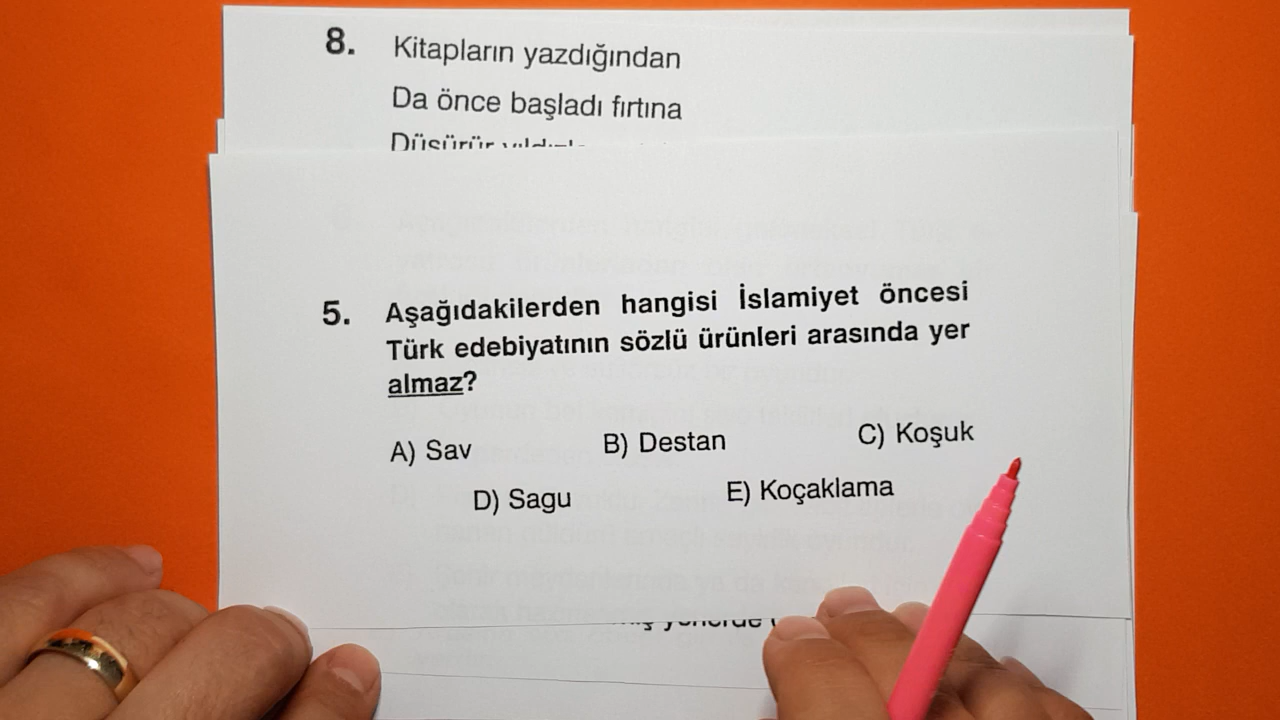 8. Kitapların yazdığından
Da önce başladı fırtına
Düşürür
5. Aşağıdakilerden hangisi İslamiyet öncesi
Türk edebiyatının sözlü ürünleri arasında yer
almaz?
A) Sav B) Destan C) Koşuk
D) Sagu E) Koçaklama